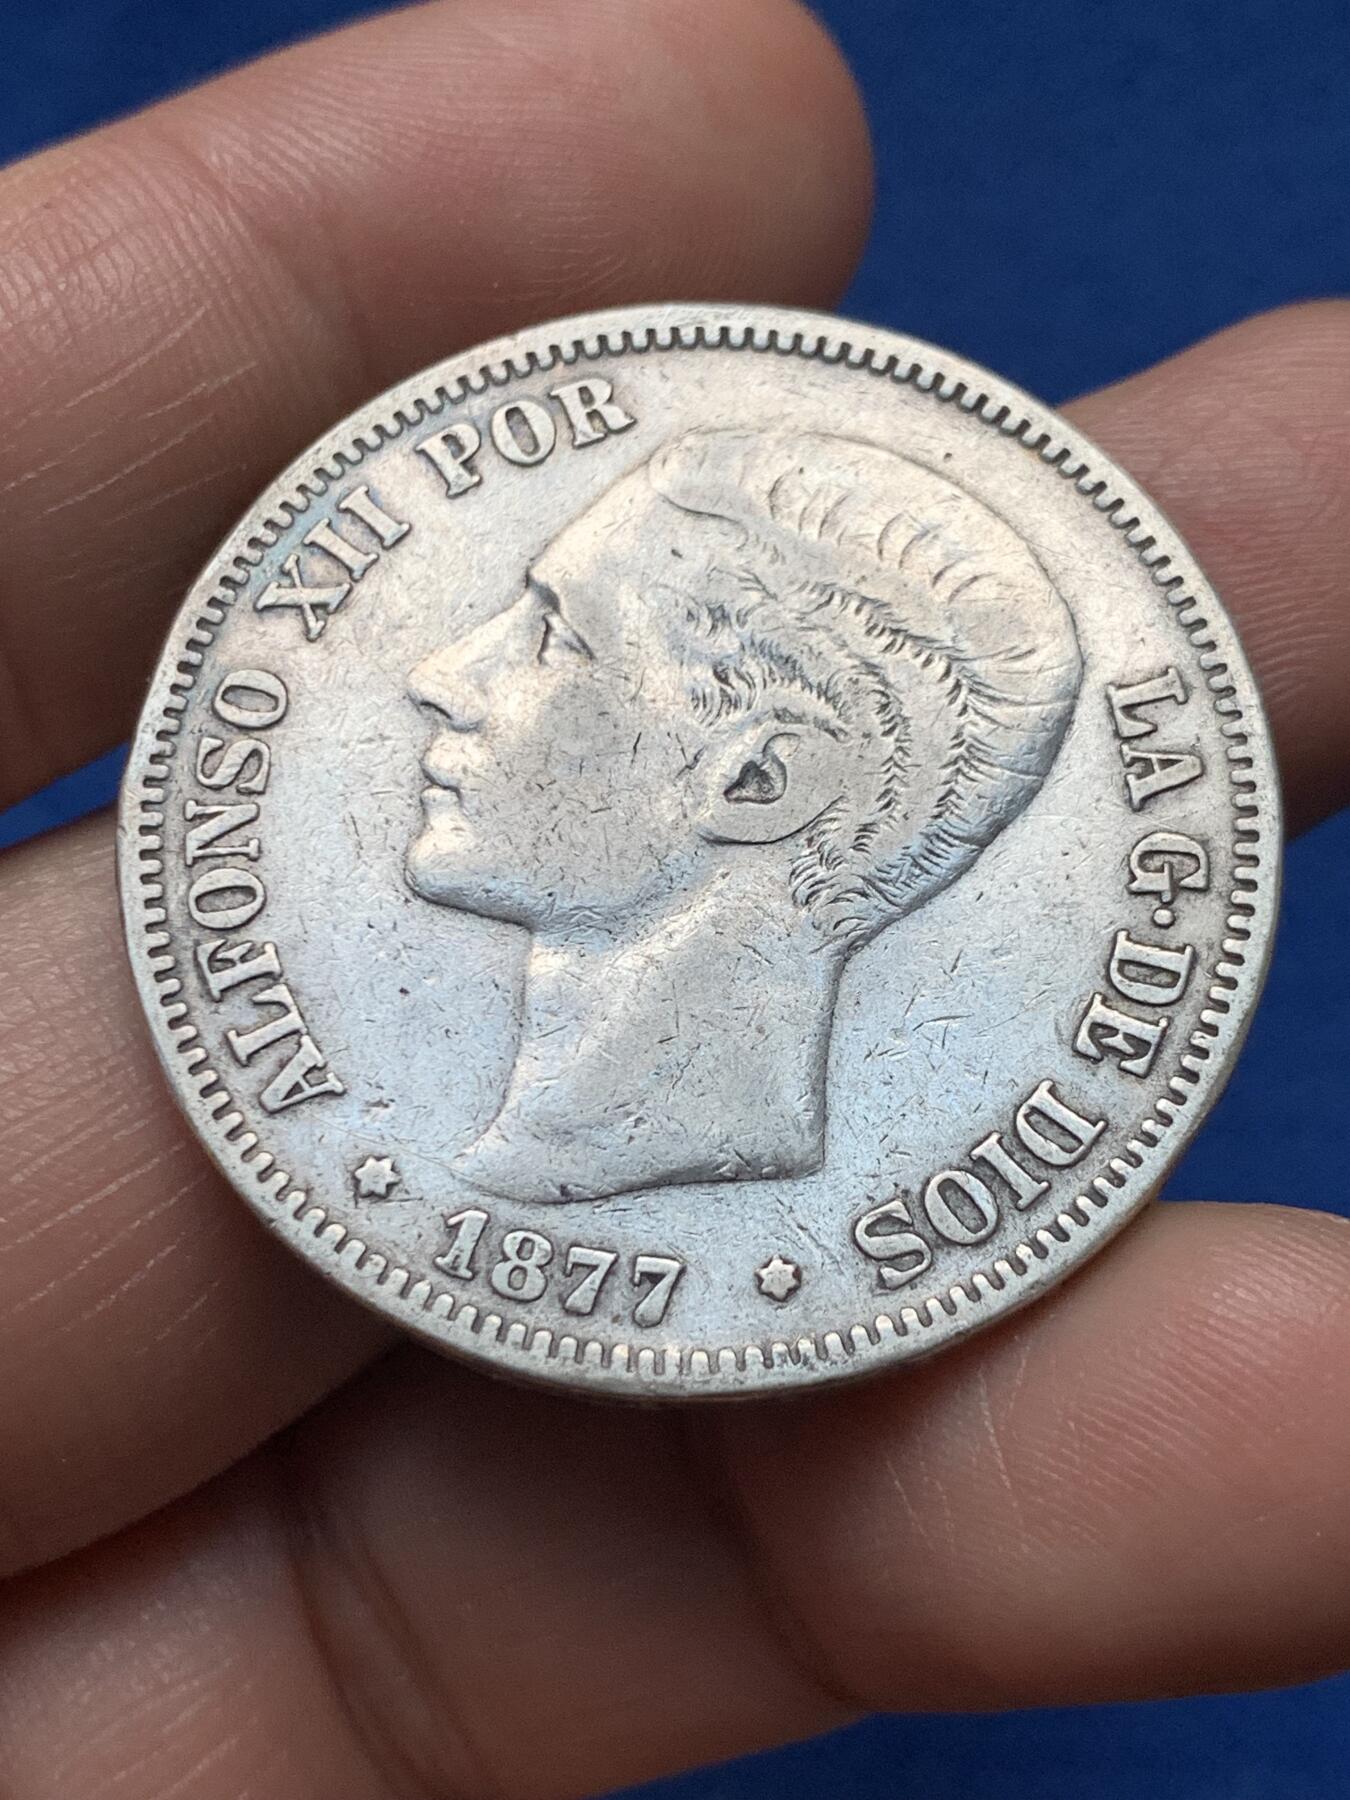 ALFONSO XII POR LA G· DE DIOS
1877